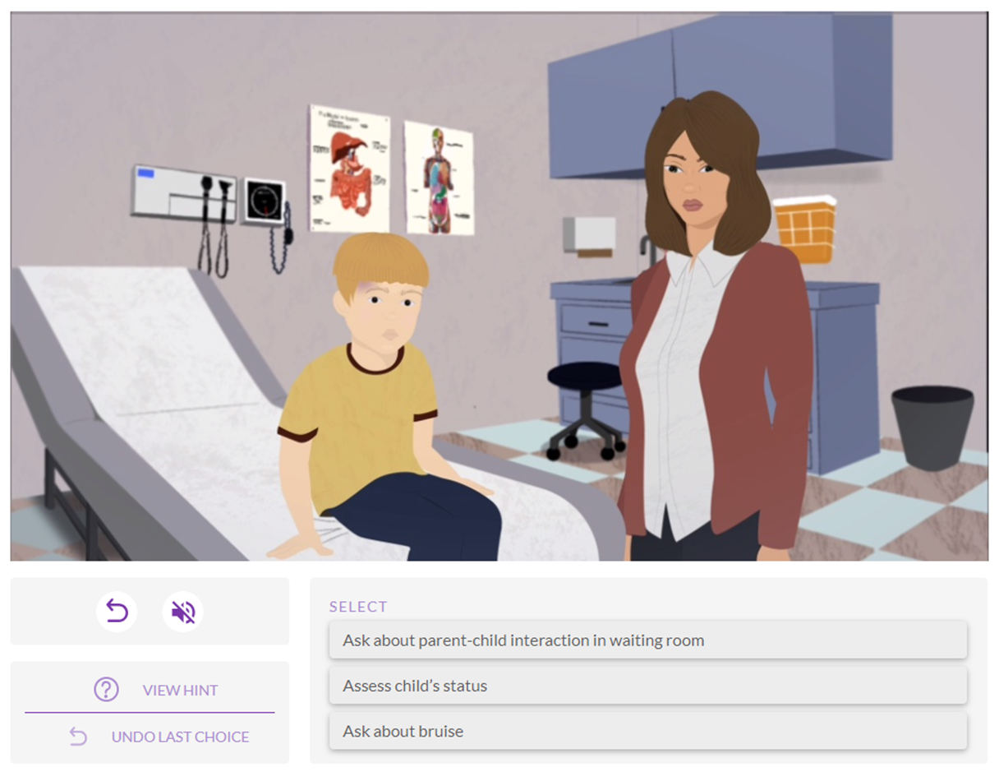 SELECT
Ask about parent-child interaction in waiting room
Assess child's status
Ask about bruise
VIEW HINT
UNDO LAST CHOICE